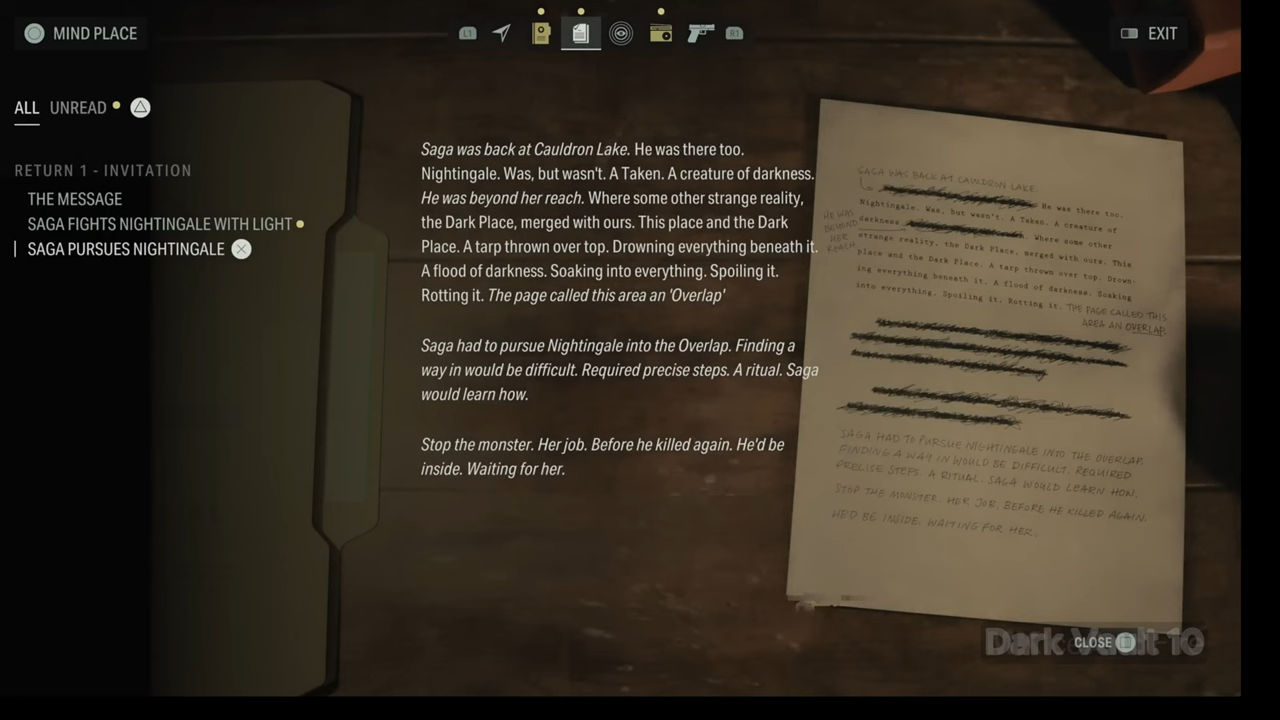 MIND PLACE
L1
R1
EXIT
ALL UNREAD
RETURN 1 - INVITATION
THE MESSAGE
SAGA FIGHTS NIGHTINGALE WITH LIGHT
SAGA PURSUES NIGHTINGALE
Saga was back at Cauldron Lake. He was there too.
Nightingale. Was, but wasn't. A Taken. A creature of darkness.
He was beyond her reach. Where some other strange reality,
the Dark Place, merged with ours. This place and the Dark
Place. A tarp thrown over top. Drowning everything beneath it.
A flood of darkness. Soaking into everything. Spoiling it.
Rotting it. The page called this area an 'Overlap'
Saga had to pursue Nightingale into the Overlap. Finding a
way in would be difficult. Required precise steps. A ritual. Saga
would learn how.
Stop the monster. Her job. Before he killed again. He'd be
inside. Waiting for her.
SAGA WAS BACK AT CAULDRON LAKE.
He was there too.
Nightingale. Was, but wasn't. A Taken. A creature of
darkness. Where some other
strange reality, the Dark Place, merged with ours. This
place and the Dark Place. A tarp thrown over top. Drown-
ing everything beneath it. A flood of darkness. Soaking
into everything. Spoiling it. Rotting it. THE PAGE CALLED THIS
AREA AN OVERLAP.
HE WAS
BEYOND
HER
REACH
SAGA HAD TO PURSUE NIGHTINGALE INTO THE OVERLAP.
FINDING A WAY IN WOULD BE DIFFICULT. REQUIRED
PRECISE STEPS. A RITUAL. SAGA WOULD LEARN HOW.
STOP THE MONSTER. HER JOB. BEFORE HE KILLED AGAIN.
HE'D BE INSIDE. WAITING FOR HER.
Dark Vault 10
CLOSE